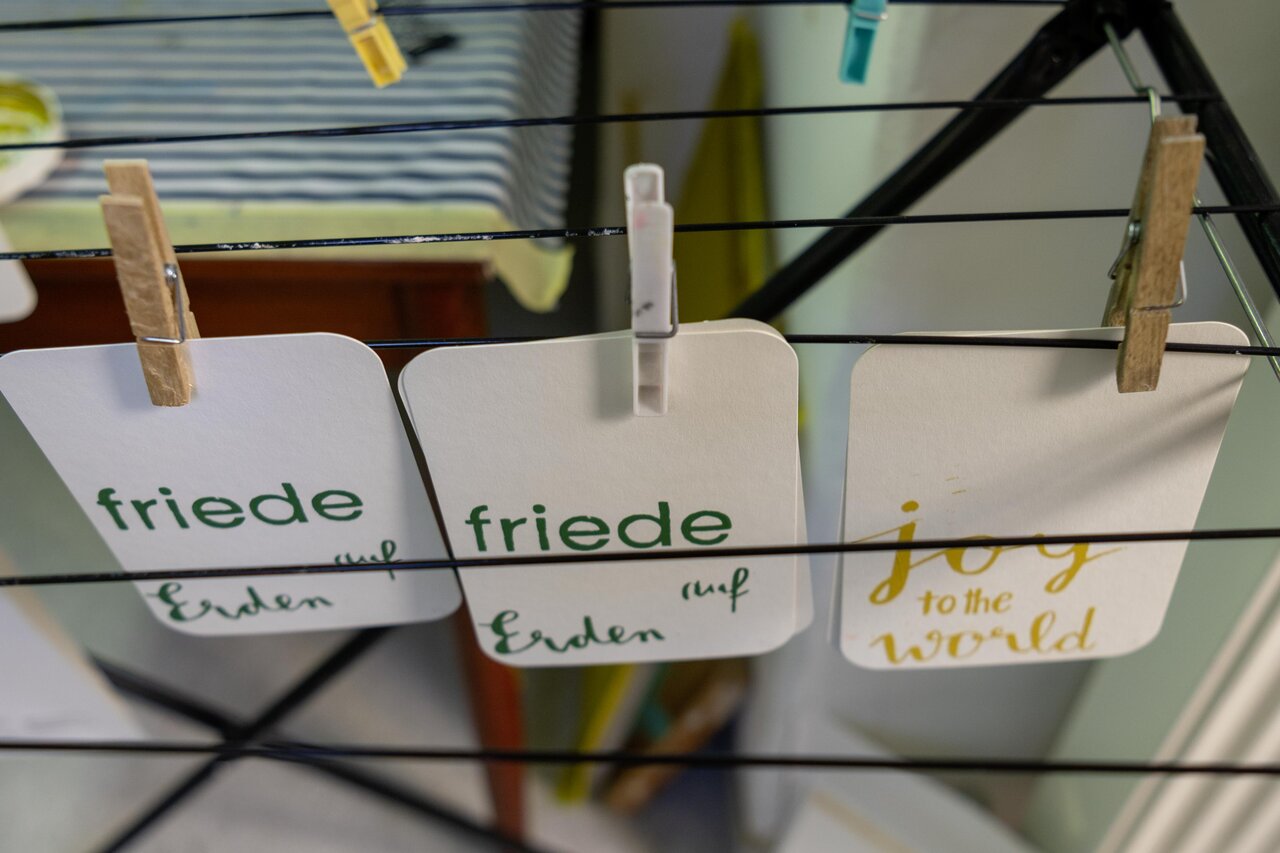 friede
auf
Erden
friede
auf
Erden
joy
to the
world